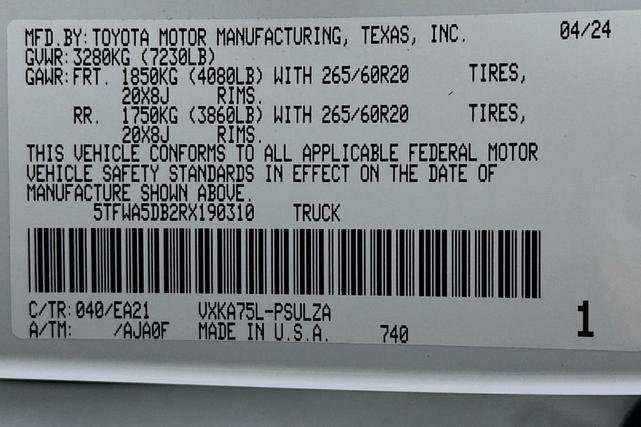 MFD.BY: TOYOTA MOTOR MANUFACTURING, TEXAS, INC. 04/24
GVWR: 3280KG (7230LB)
GAWR: FRT. 1850KG (4080LB) WITH 265/60R20 TIRES,
20X8J RIMS.
RR. 1750KG (3860LB) WITH 265/60R20 TIRES,
20X8J RIMS.
THIS VEHICLE CONFORMS TO ALL APPLICABLE FEDERAL MOTOR
VEHICLE SAFETY STANDARDS IN EFFECT ON THE DATE OF
MANUFACTURE SHOWN ABOVE.
5TFWA5DB2RX190310 TRUCK
C/TR: 040/EA21 VXKA75L-PSULZA
A/TM: /AJA0F MADE IN U.S.A. 740 1